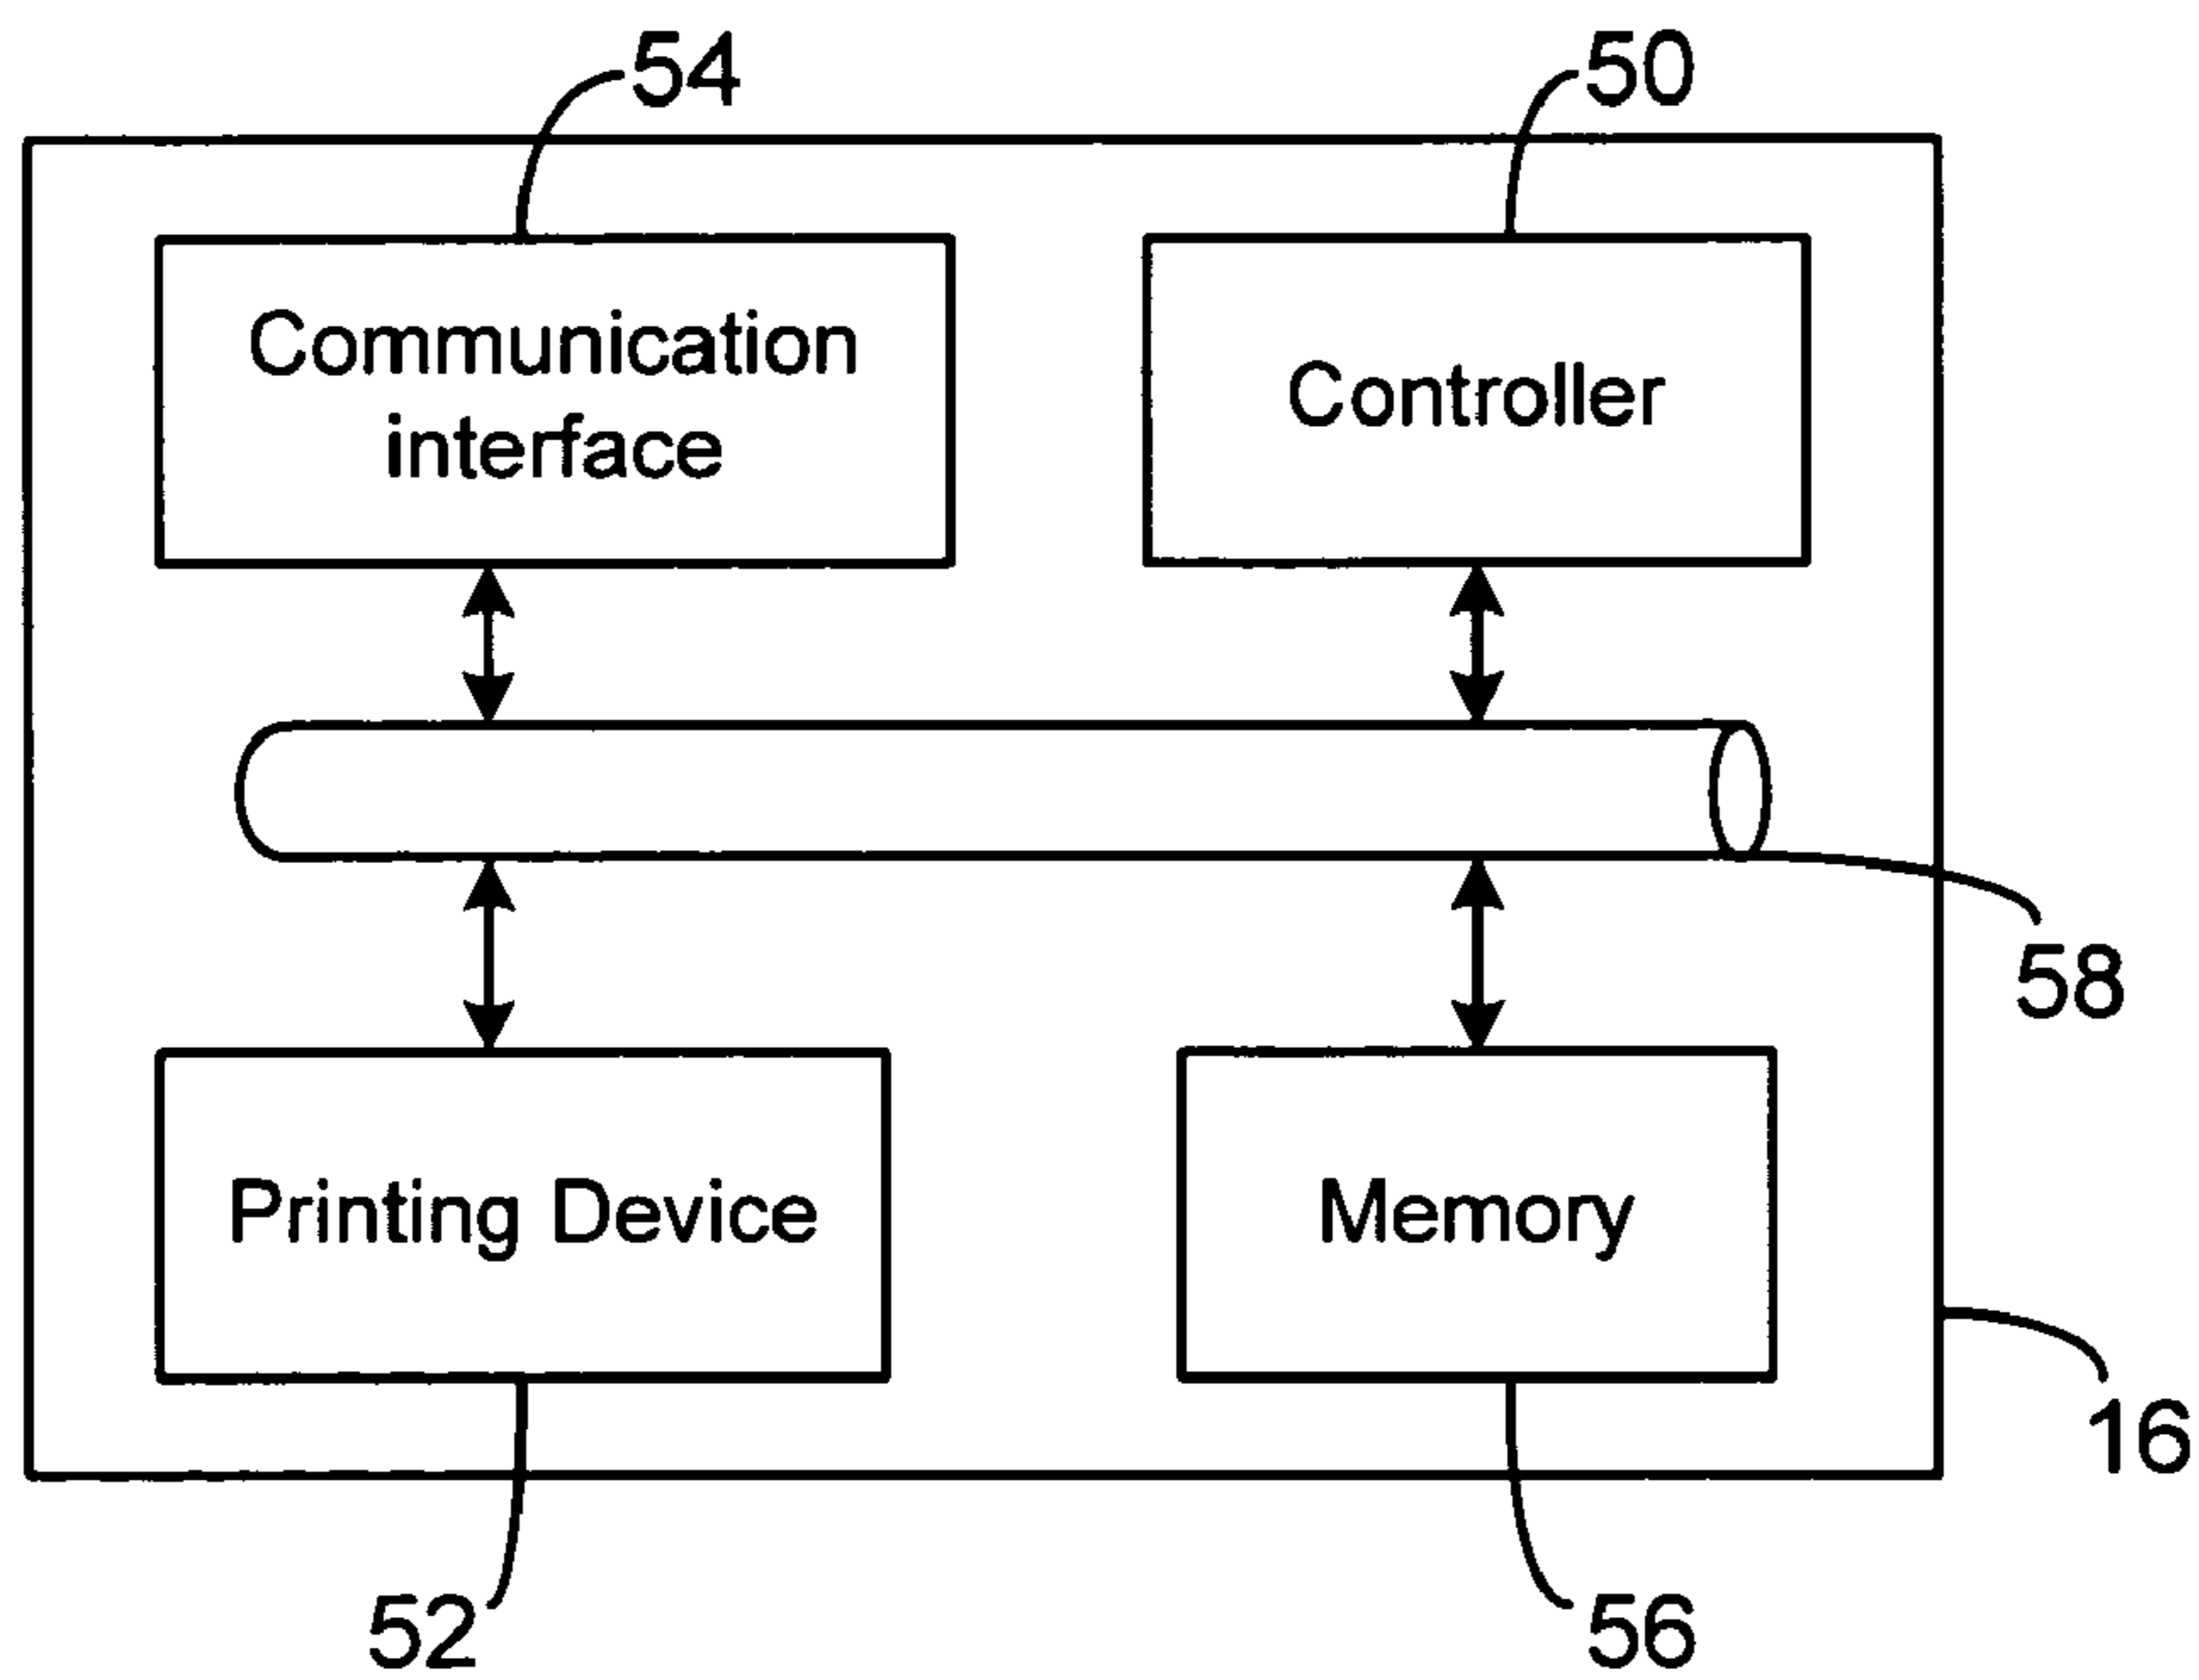 54
50
Communication
interface
Controller
58
Printing Device
Memory
16
52
56